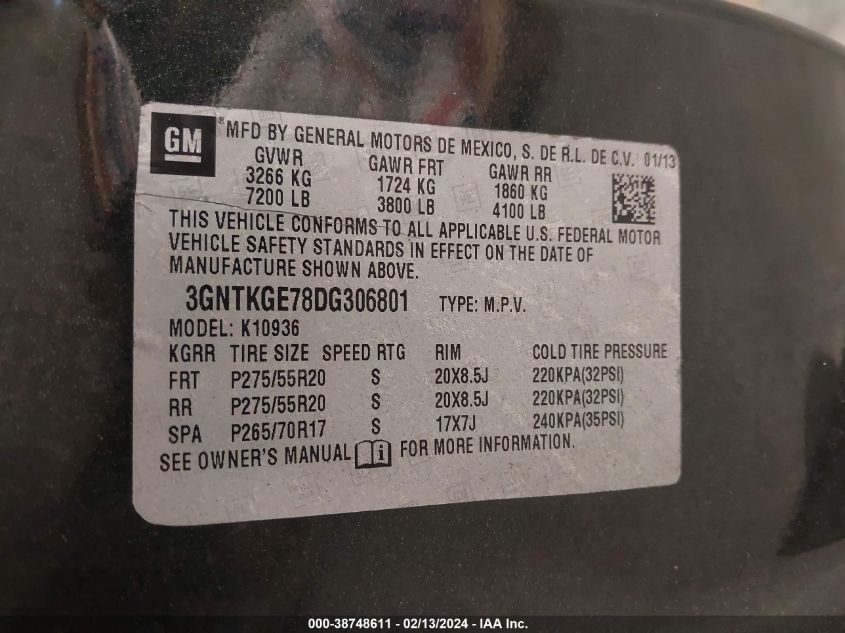 GM
®MFD BY GENERAL MOTORS DE MEXICO, S. DE R.L. DE C.V. 01/13
GVWR GAWR FRT GAWR RR
3266 KG 1724 KG 1860 KG
7200 LB 3800 LB 4100 LB
THIS VEHICLE CONFORMS TO ALL APPLICABLE U.S. FEDERAL MOTOR
VEHICLE SAFETY STANDARDS IN EFFECT ON THE DATE OF
MANUFACTURE SHOWN ABOVE.
3GNTKGE78DG306801 TYPE: M.P.V.
MODEL: K10936
KGRR TIRE SIZE SPEED RTG RIM COLD TIRE PRESSURE
FRT P275/55R20 S 20X8.5J 220KPA(32PSI)
RR P275/55R20 S 20X8.5J 220KPA(32PSI)
SPA P265/70R17 S 17X7J 240KPA(35PSI)
SEE OWNER'S MANUAL FOR MORE INFORMATION.
000-38748611 - 02/13/2024 - IAA Inc.